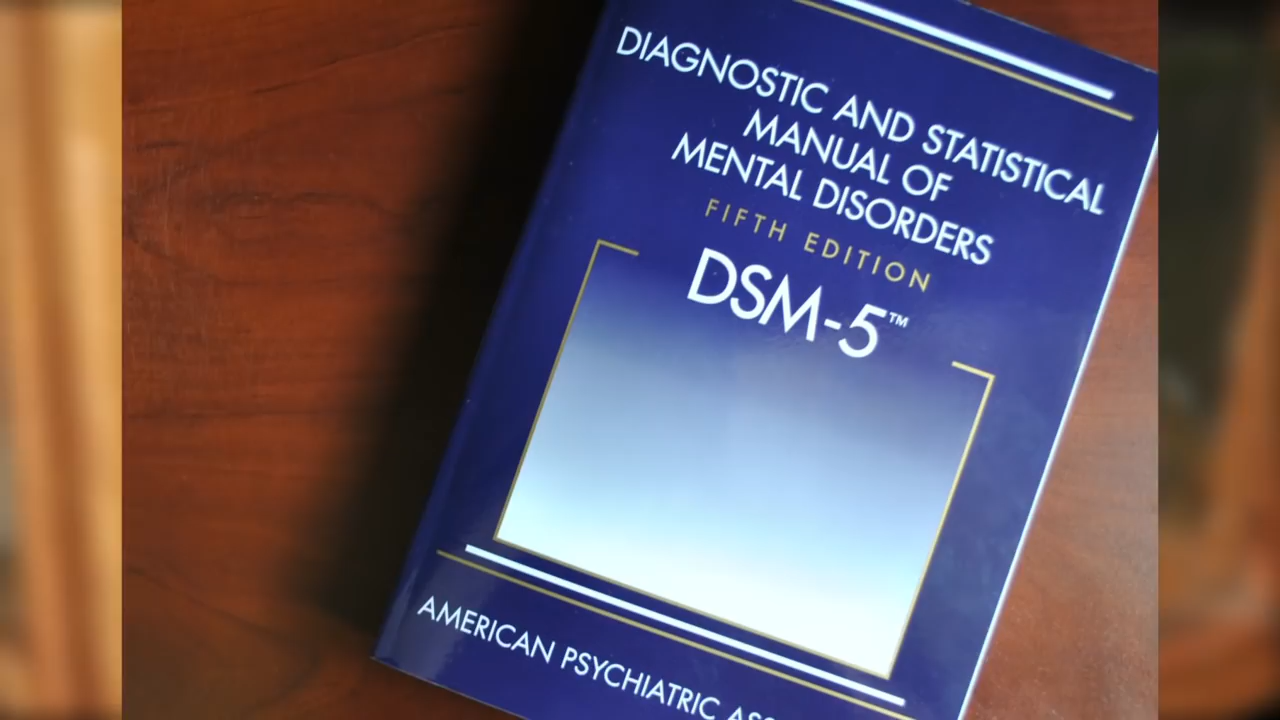 DIAGNOSTIC AND STATISTICAL
MANUAL OF
MENTAL DISORDERS
FIFTH EDITION
DSM-5™
AMERICAN PSYCHIATRIC